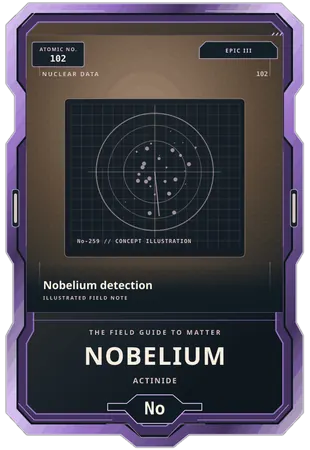 ATOMIC NO.
102
EPIC III
NUCLEAR DATA
102
No-259 // CONCEPT ILLUSTRATION
Nobelium detection
ILLUSTRATED FIELD NOTE
THE FIELD GUIDE TO MATTER
NOBELIUM
ACTINIDE
No